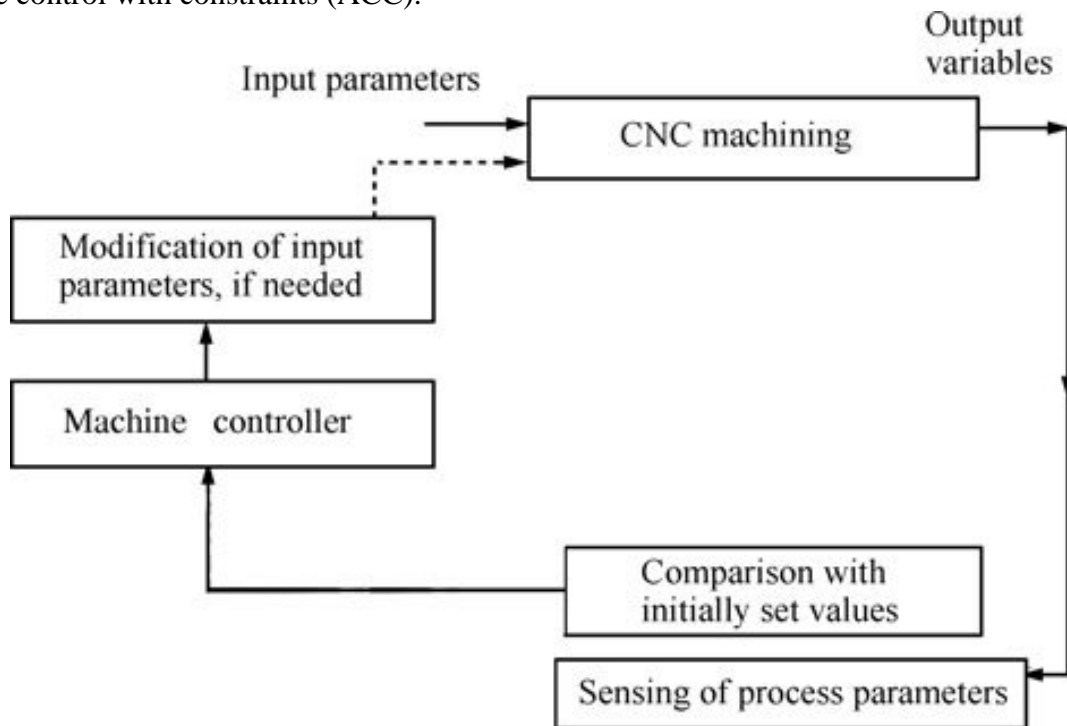 e control with constraints (ACC).
Output
variables
Input parameters
CNC machining
Modification of input
parameters, if needed
Machine controller
Comparison with
initially set values
Sensing of process parameters